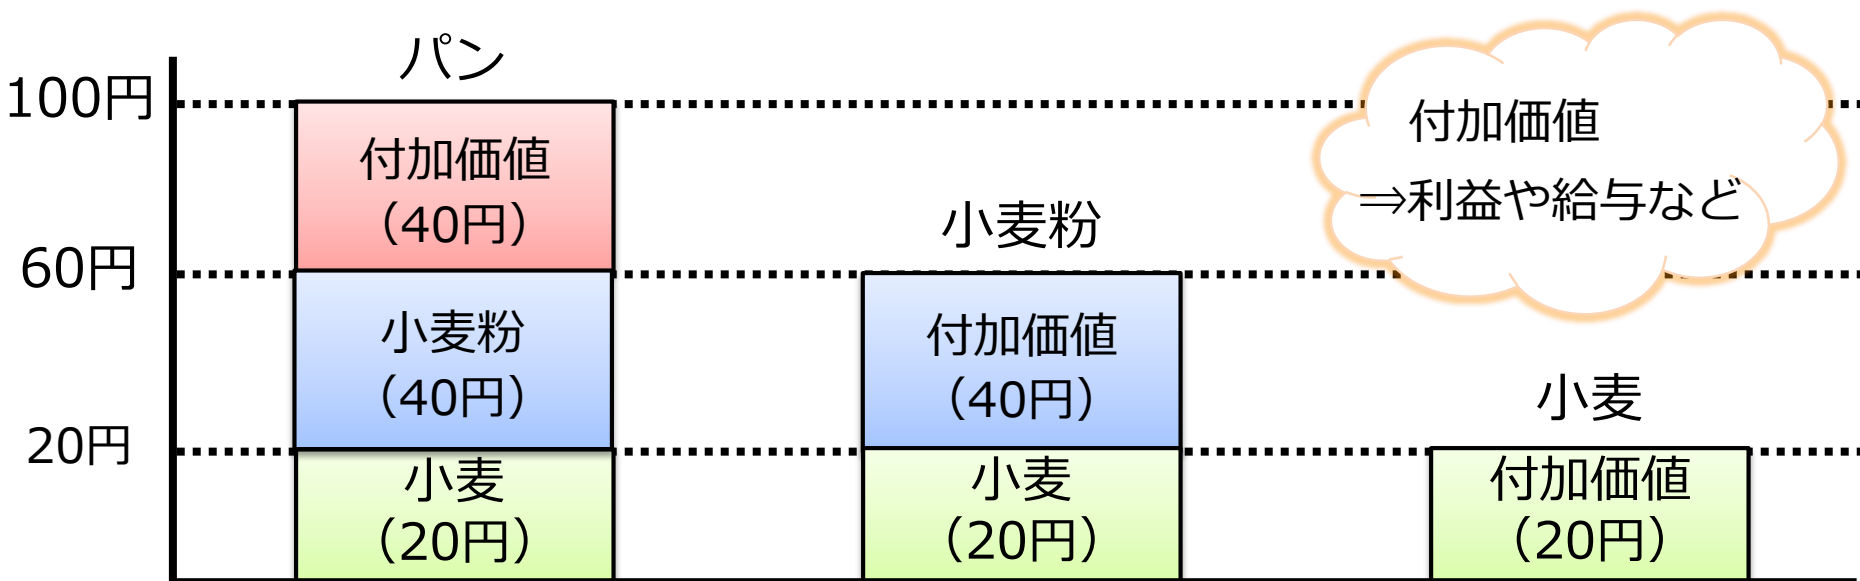 100円
60円
20円
パン
付加価値
（40円）
小麦粉
（40円）
小麦
（20円）
小麦粉
付加価値
（40円）
小麦
（20円）
小麦
付加価値
（20円）
付加価値
⇒利益や給与など